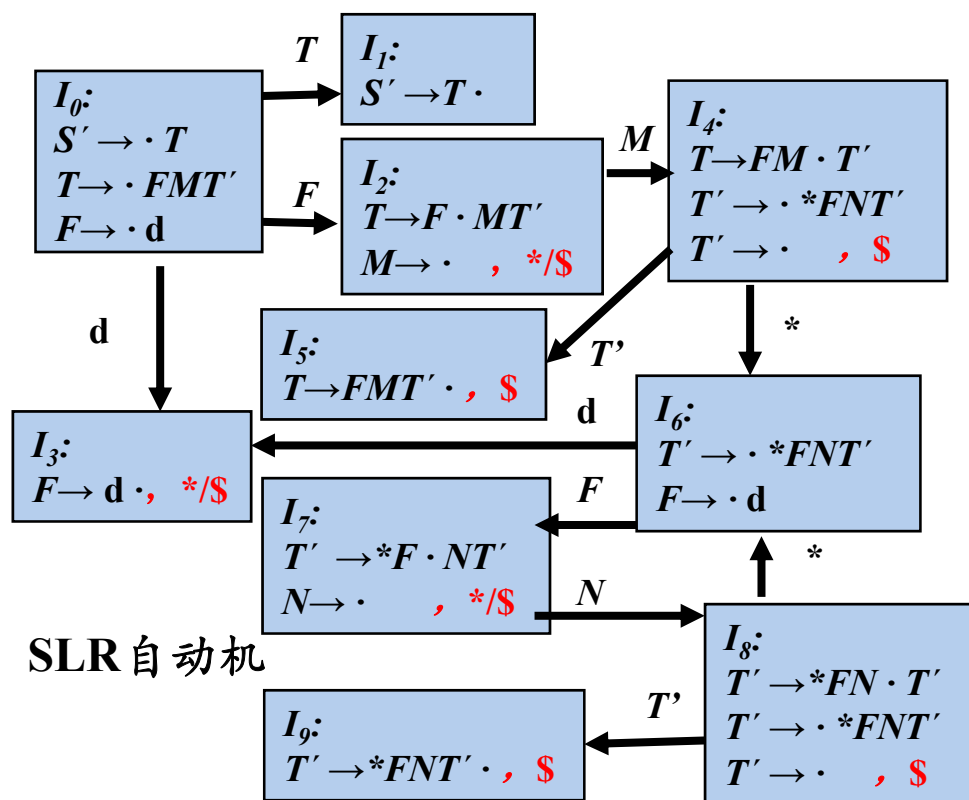 T
I₁:
S′ →T ·
I₀:
S′ → · T
T→ · FMT′
F→ · d
F
I₂:
T→F · MT′
M→ · ，*/$
M
I₄:
T→FM · T′
T′ → · *FNT′
T′ → · ，$
d
I₅:
T→FMT′ ·，$
T’
*
d
I₃:
F→ d ·，*/$
I₆:
T′ → · *FNT′
F→ · d
F
I₇:
T′ →*F · NT′
N→ · ，*/$
N
*
SLR自动机
I₈:
T′ →*FN · T′
T′ → · *FNT′
T′ → · ，$
T’
I₉:
T′ →*FNT′ ·，$